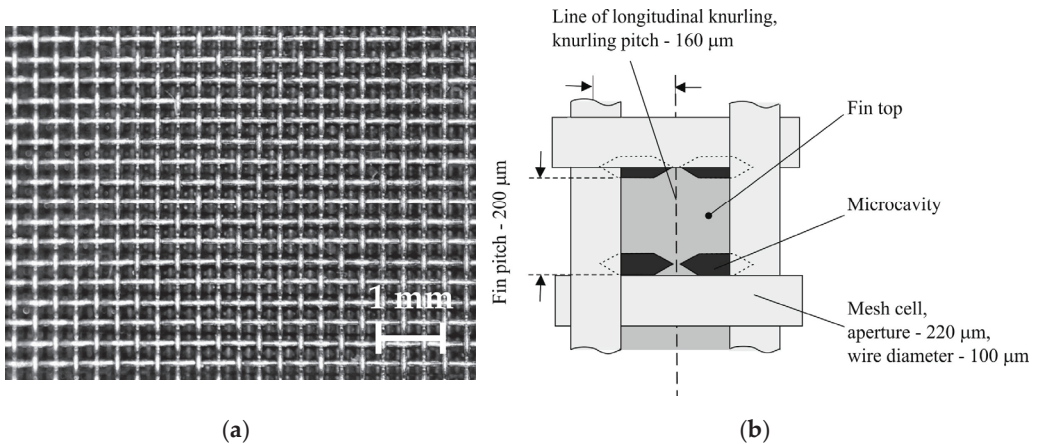 Line of longitudinal knurling,
knurling pitch - 160 μm
Fin top
Fin pitch - 200 μm
Microcavity
1 mm
Mesh cell,
aperture - 220 μm,
wire diameter - 100 μm
(a)
(b)